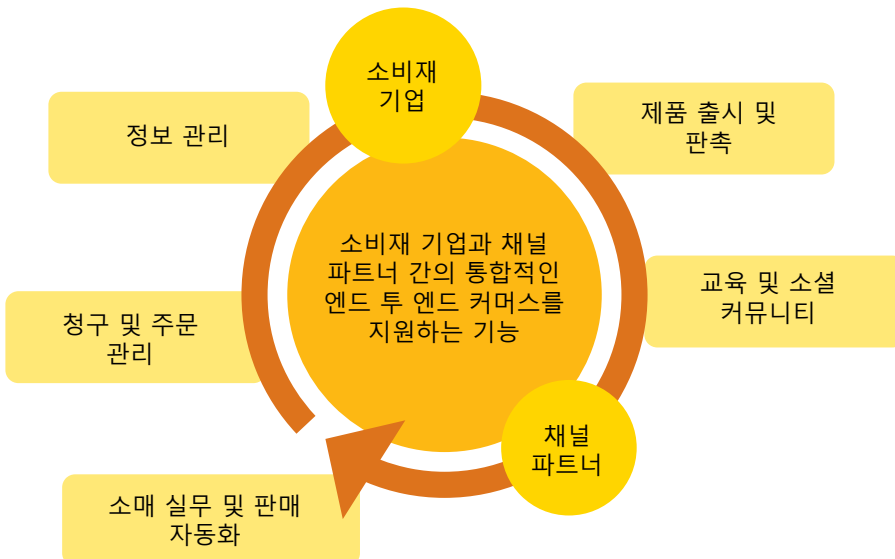 소비재
기업
정보 관리
제품 출시 및
판촉
소비재 기업과 채널
파트너 간의 통합적인
엔드 투 엔드 커머스를
지원하는 기능
교육 및 소셜
커뮤니티
청구 및 주문
관리
채널
파트너
소매 실무 및 판매
자동화